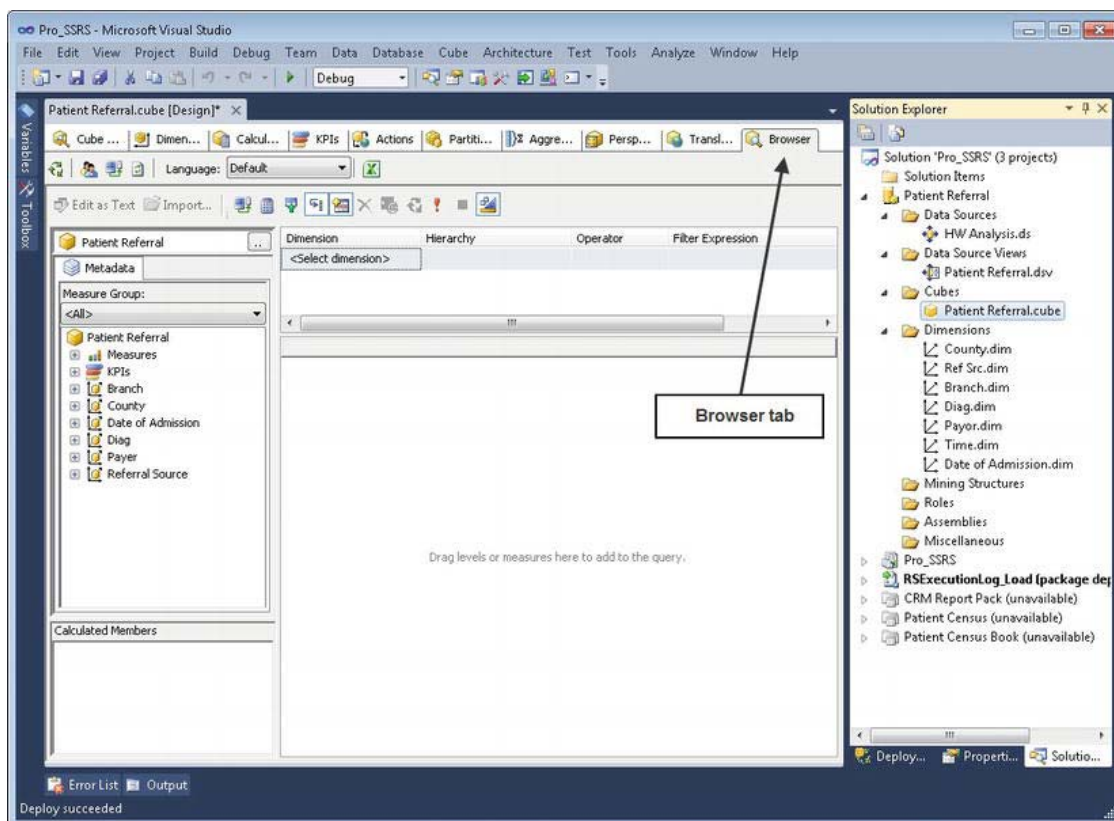 Pro_SSRS - Microsoft Visual Studio
File Edit View Project Build Debug Team Data Database Cube Architecture Test Tools Analyze Window Help
Debug
Variables
Toolbox
Patient Referral.cube [Design]*
Cube ... Dimen... Calcul... KPIs Actions Partiti... Aggre... Persp... Transl... Browser
Language: Default
Edit as Text Import...
Patient Referral ..
Metadata
Measure Group:
<All>
Patient Referral
Measures
KPIs
Branch
County
Date of Admission
Diag
Payer
Referral Source
Calculated Members
Dimension Hierarchy Operator Filter Expression
<Select dimension>
Browser tab
Drag levels or measures here to add to the query.
Solution Explorer
Solution 'Pro_SSRS' (3 projects)
Solution Items
Patient Referral
Data Sources
HW Analysis.ds
Data Source Views
Patient Referral.dsv
Cubes
Patient Referral.cube
Dimensions
County.dim
Ref Src.dim
Branch.dim
Diag.dim
Payor.dim
Time.dim
Date of Admission.dim
Mining Structures
Roles
Assemblies
Miscellaneous
Pro_SSRS
RSExecutionLog_Load (package dep
CRM Report Pack (unavailable)
Patient Census (unavailable)
Patient Census Book (unavailable)
Deploy... Properti... Solutio...
Error List Output
Deploy succeeded